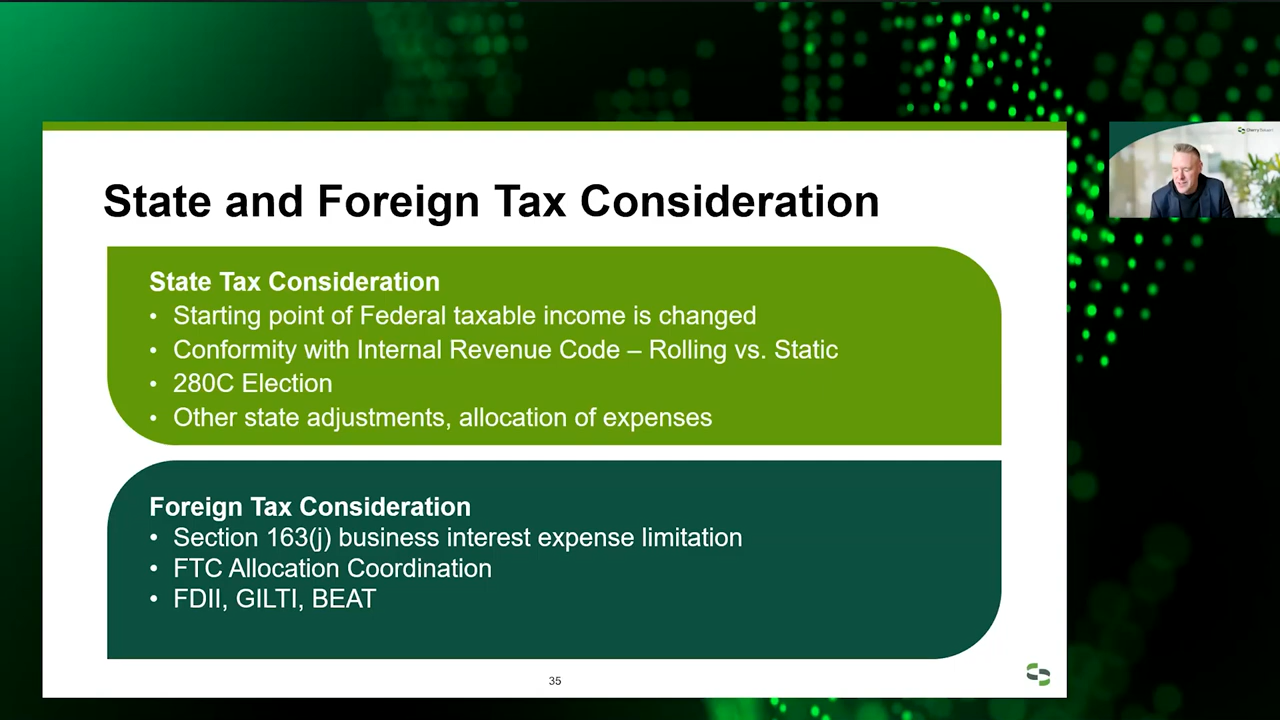 State and Foreign Tax Consideration
State Tax Consideration
• Starting point of Federal taxable income is changed
• Conformity with Internal Revenue Code – Rolling vs. Static
• 280C Election
• Other state adjustments, allocation of expenses
Foreign Tax Consideration
• Section 163(j) business interest expense limitation
• FTC Allocation Coordination
• FDII, GILTI, BEAT
35